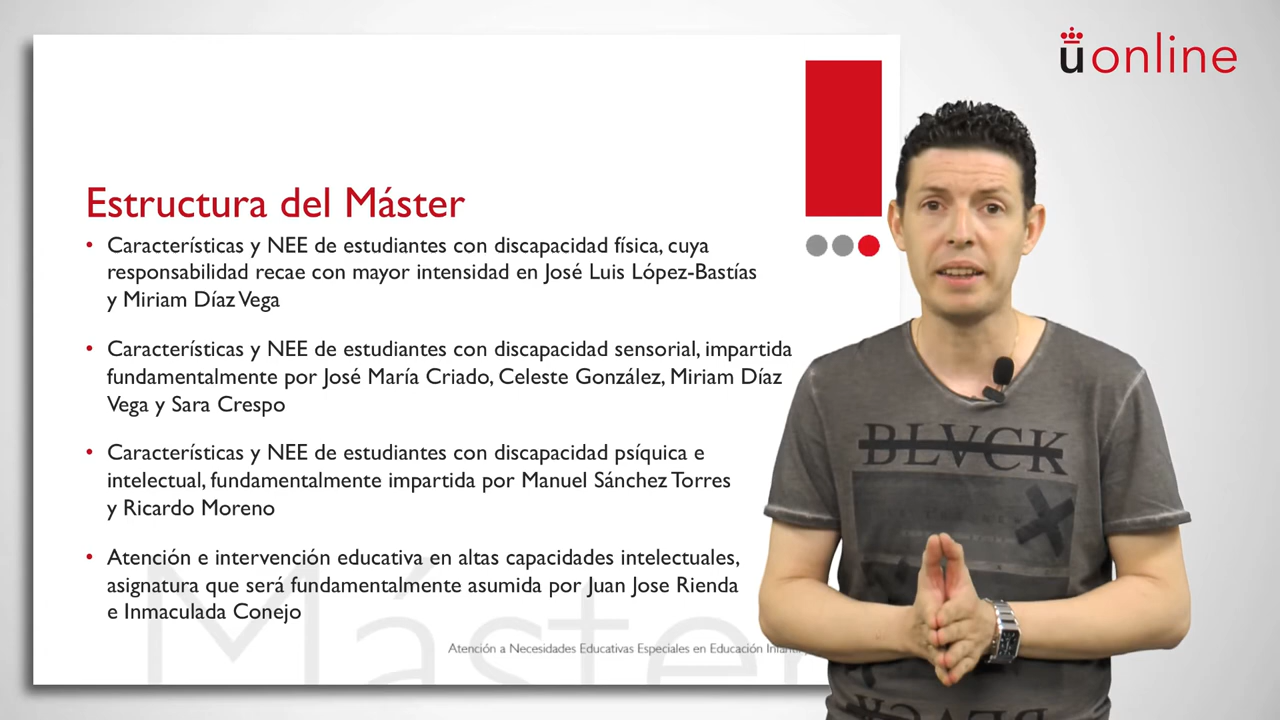 uonline
Estructura del Máster
• Características y NEE de estudiantes con discapacidad física, cuya
responsabilidad recae con mayor intensidad en José Luis López-Bastías
y Miriam Díaz Vega
• Características y NEE de estudiantes con discapacidad sensorial, impartida
fundamentalmente por José María Criado, Celeste González, Miriam Díaz
Vega y Sara Crespo
• Características y NEE de estudiantes con discapacidad psíquica e
intelectual, fundamentalmente impartida por Manuel Sánchez Torres
y Ricardo Moreno
• Atención e intervención educativa en altas capacidades intelectuales,
asignatura que será fundamentalmente asumida por Juan Jose Rienda
e Inmaculada Conejo
Máster
Atención a Necesidades Educativas Especiales en Educación
BLVCK